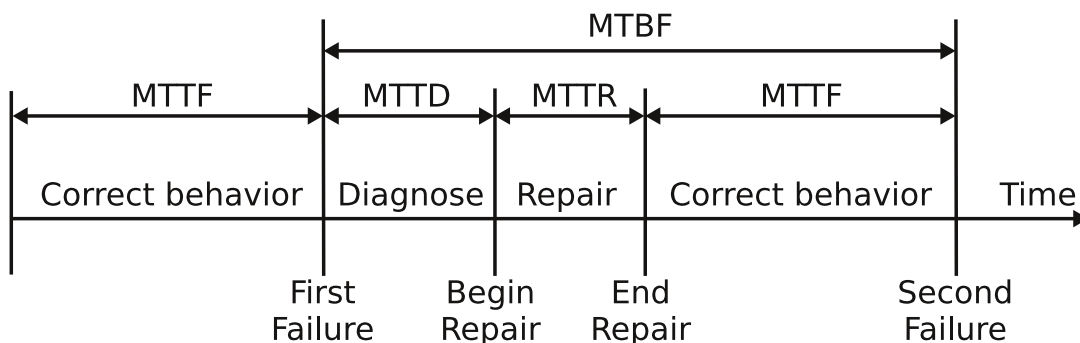 MTBF
MTTF MTTD MTTR MTTF
Correct behavior Diagnose Repair Correct behavior Time
First Begin End Second
Failure Repair Repair Failure